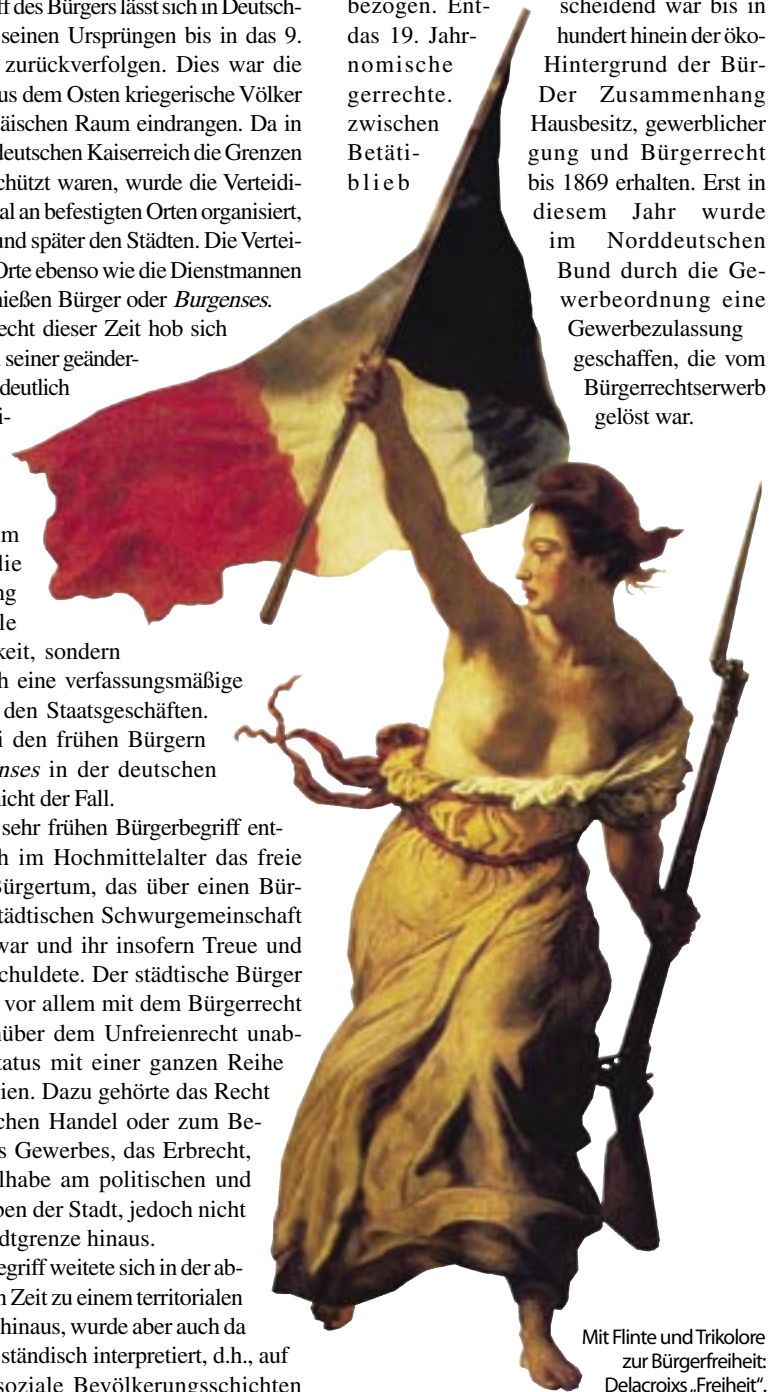 ff des Bürgers lässt sich in Deutsch-
seinen Ursprüngen bis in das 9.
zurückverfolgen. Dies war die
us dem Osten kriegerische Völker
äischen Raum eindrangen. Da in
deutschen Kaiserreich die Grenzen
chützt waren, wurde die Verteidi-
al an befestigten Orten organisiert,
und später den Städten. Die Vertei-
Orte ebenso wie die Dienstmannen
hießen Bürger oder Burgenses.
echt dieser Zeit hob sich
seiner geänder-
deutlich
i-
m
die
ng
le
keit, sondern
h eine verfassungsmäßige
den Staatsgeschäften.
i den frühen Bürgern
nses in der deutschen
nicht der Fall.
sehr frühen Bürgerbegriff ent-
h im Hochmittelalter das freie
Bürgertum, das über einen Bür-
tädtischen Schwurgemeinschaft
war und ihr insofern Treue und
chuldete. Der städtische Bürger
vor allem mit dem Bürgerrecht
nüber dem Unfreienrecht unab-
tatus mit einer ganzen Reihe
ien. Dazu gehörte das Recht
chen Handel oder zum Be-
s Gewerbes, das Erbrecht,
lhabe am politischen und
ben der Stadt, jedoch nicht
dtgrenze hinaus.
egriff weitete sich in der ab-
n Zeit zu einem territorialen
hinaus, wurde aber auch da
ständisch interpretiert, d.h., auf
soziale Bevölkerungsschichten
bezogen. Ent- scheidend war bis in
das 19. Jahr- hundert hinein der öko-
nomische Hintergrund der Bür-
gerrechte. Der Zusammenhang
zwischen Hausbesitz, gewerblicher
Betäti- gung und Bürgerrecht
blieb bis 1869 erhalten. Erst in
diesem Jahr wurde
im Norddeutschen
Bund durch die Ge-
werbeordnung eine
Gewerbezulassung
geschaffen, die vom
Bürgerrechtserwerb
gelöst war.
Mit Flinte und Trikolore
zur Bürgerfreiheit:
Delacroixs „Freiheit“.